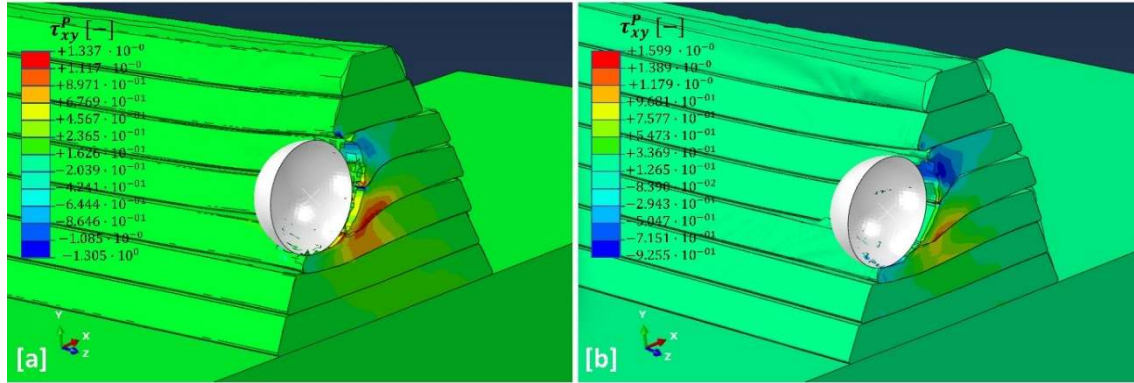 τᴾxy [−]
+1.337 · 10⁻⁰
+1.117 · 10⁻⁰
+8.971 · 10⁻⁰¹
+6.769 · 10⁻⁰¹
+4.567 · 10⁻⁰¹
+2.365 · 10⁻⁰¹
+1.626 · 10⁻⁰¹
−2.039 · 10⁻⁰¹
−4.241 · 10⁻⁰¹
−6.444 · 10⁻⁰¹
−8.646 · 10⁻⁰¹
−1.085 · 10⁻⁰
−1.305 · 10⁰
Y
X
Z
[a]
τᴾxy [−]
+1.599 · 10⁻⁰
+1.389 · 10⁻⁰
+1.179 · 10⁻⁰
+9.681 · 10⁻⁰¹
+7.577 · 10⁻⁰¹
+5.473 · 10⁻⁰¹
+3.369 · 10⁻⁰¹
+1.265 · 10⁻⁰¹
−8.390 · 10⁻⁰²
−2.943 · 10⁻⁰¹
−5.047 · 10⁻⁰¹
−7.151 · 10⁻⁰¹
−9.255 · 10⁻⁰¹
Y
X
Z
[b]